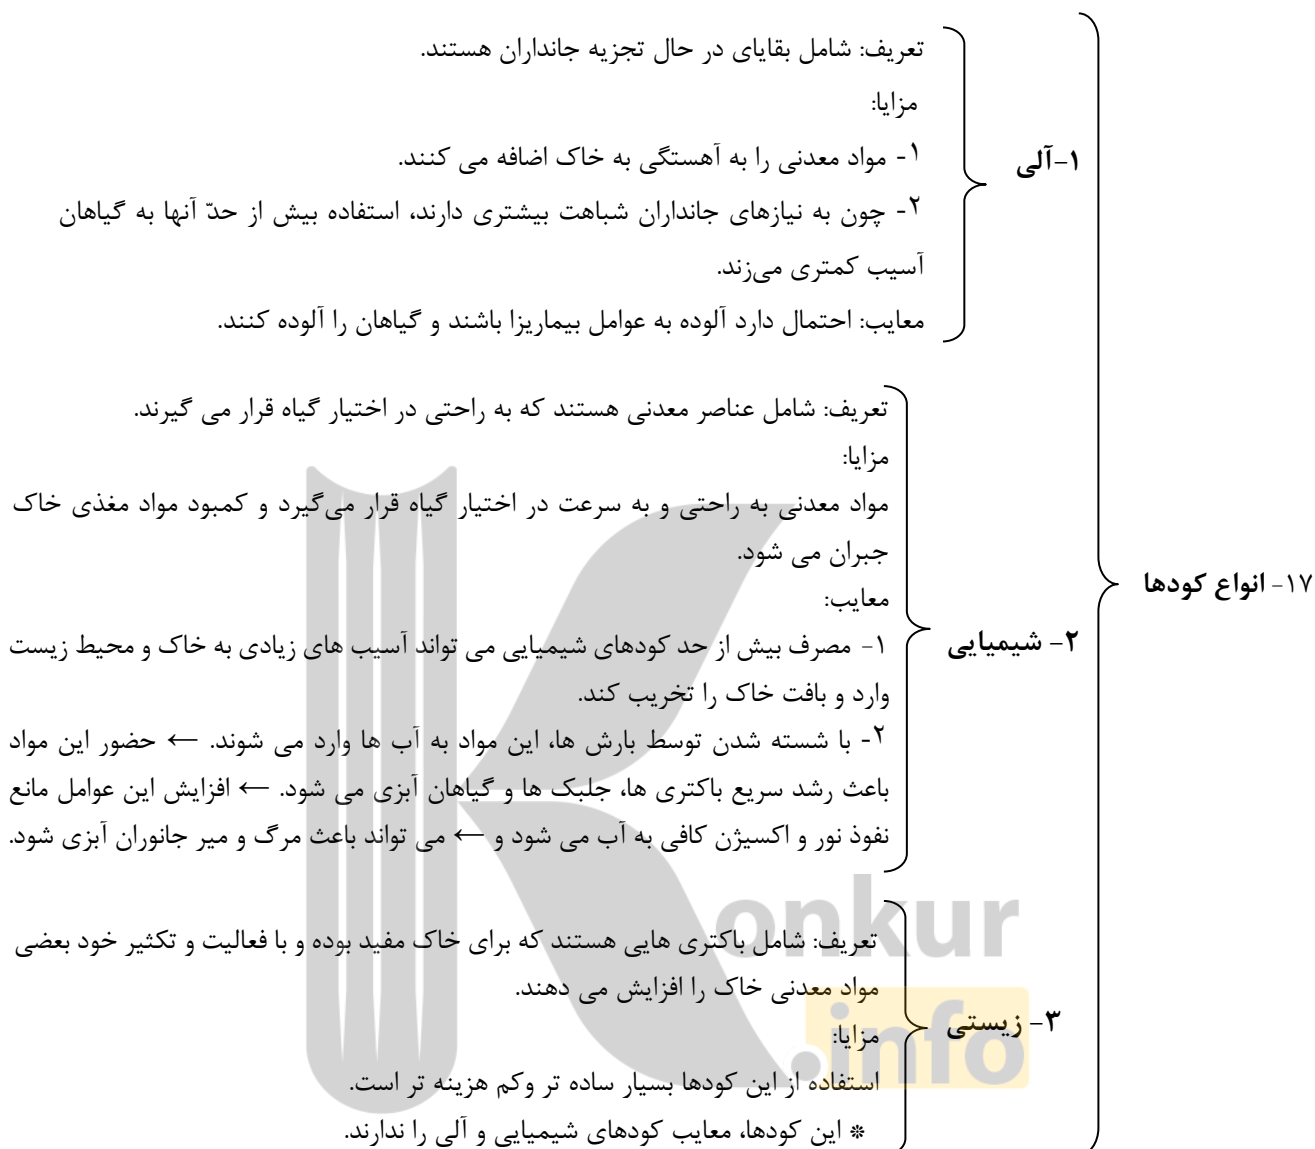 ۱۷- انواع کودها
۱-آلی
تعریف: شامل بقایای در حال تجزیه جانداران هستند.
مزایا:
۱- مواد معدنی را به آهستگی به خاک اضافه می کنند.
۲- چون به نیازهای جانداران شباهت بیشتری دارند، استفاده بیش از حدّ آنها به گیاهان
آسیب کمتری می‌زند.
معایب: احتمال دارد آلوده به عوامل بیماریزا باشند و گیاهان را آلوده کنند.
۲- شیمیایی
تعریف: شامل عناصر معدنی هستند که به راحتی در اختیار گیاه قرار می گیرند.
مزایا:
مواد معدنی به راحتی و به سرعت در اختیار گیاه قرار می‌گیرد و کمبود مواد مغذی خاک
جبران می شود.
معایب:
۱- مصرف بیش از حد کودهای شیمیایی می تواند آسیب های زیادی به خاک و محیط زیست
وارد و بافت خاک را تخریب کند.
۲- با شسته شدن توسط بارش ها، این مواد به آب ها وارد می شوند. ← حضور این مواد
باعث رشد سریع باکتری ها، جلبک ها و گیاهان آبزی می شود. ← افزایش این عوامل مانع
نفوذ نور و اکسیژن کافی به آب می شود و ← می تواند باعث مرگ و میر جانوران آبزی شود.
۳- زیستی
تعریف: شامل باکتری هایی هستند که برای خاک مفید بوده و با فعالیت و تکثیر خود بعضی
مواد معدنی خاک را افزایش می دهند.
مزایا:
استفاده از این کودها بسیار ساده تر وکم هزینه تر است.
* این کودها، معایب کودهای شیمیایی و آلی را ندارند.
Konkur
.info